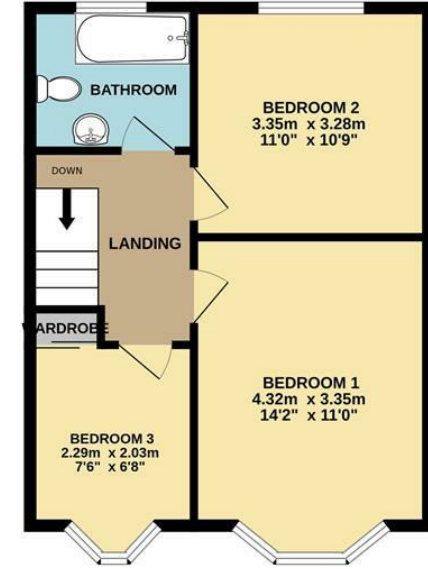 BATHROOM
BEDROOM 2
3.35m x 3.28m
11'0" x 10'9"
DOWN
LANDING
WARDROBE
BEDROOM 1
4.32m x 3.35m
14'2" x 11'0"
BEDROOM 3
2.29m x 2.03m
7'6" x 6'8"